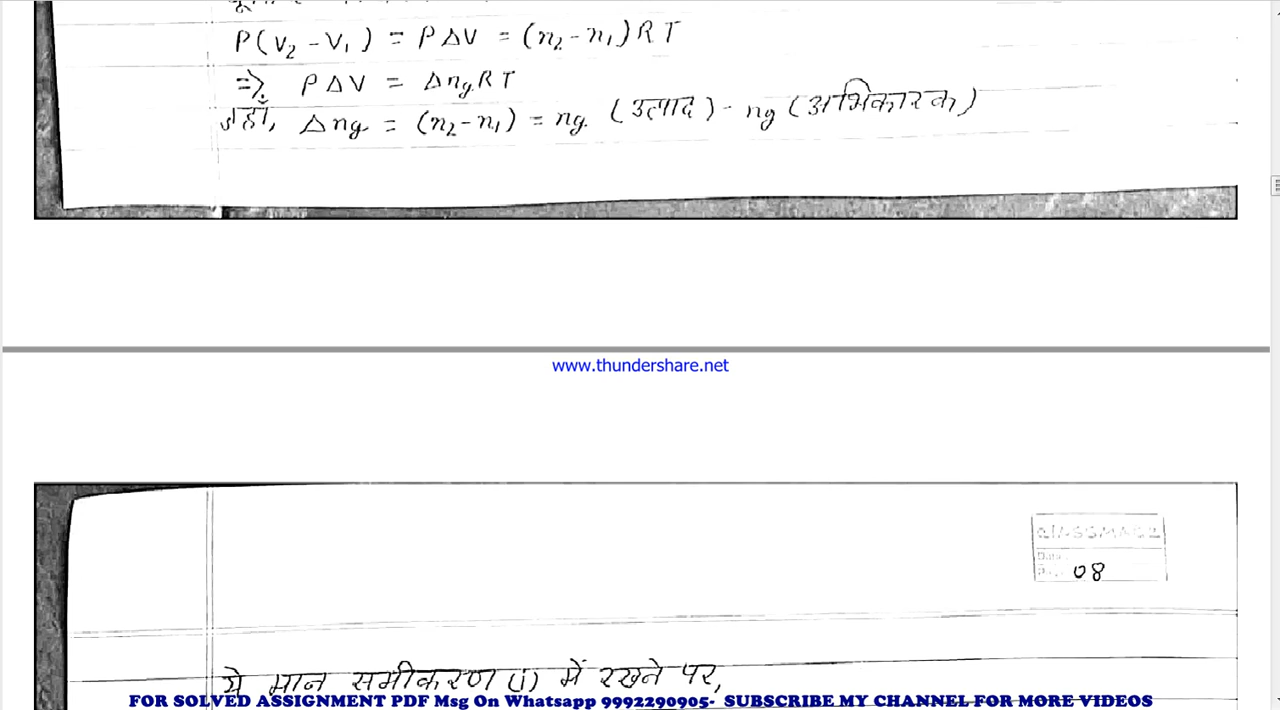 P(V₂ - V₁) = PΔV = (n₂ - n₁)RT
=> PΔV = Δng RT
जहाँ, Δng = (n₂ - n₁) = ng (उत्पाद) - ng (अभिकारक)
www.thundershare.net
08
ये मान समीकरण (i) में रखने पर,
FOR SOLVED ASSIGNMENT PDF Msg On Whatsapp 9992290905- SUBSCRIBE MY CHANNEL FOR MORE VIDEOS